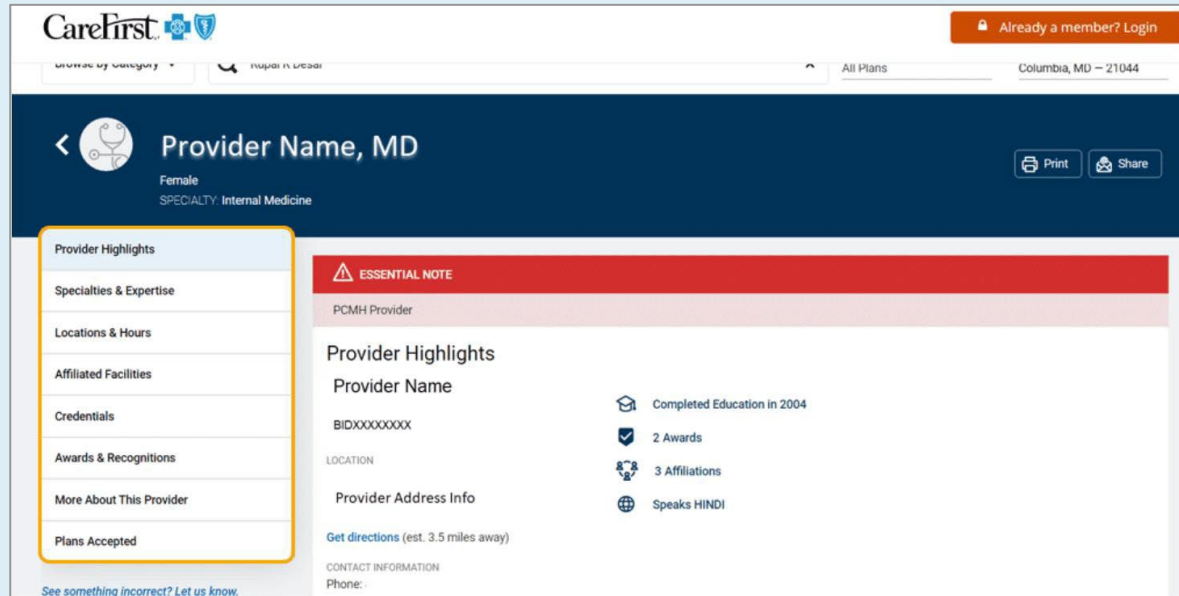 CareFirst
Already a member? Login
Browse by Category
All Plans
Columbia, MD – 21044
Provider Name, MD
Female
SPECIALTY: Internal Medicine
Print
Share
Provider Highlights
Specialties & Expertise
Locations & Hours
Affiliated Facilities
Credentials
Awards & Recognitions
More About This Provider
Plans Accepted
See something incorrect? Let us know.
ESSENTIAL NOTE
PCMH Provider
Provider Highlights
Provider Name
BIDXXXXXXXX
LOCATION
Provider Address Info
Get directions (est. 3.5 miles away)
CONTACT INFORMATION
Phone:
Completed Education in 2004
2 Awards
3 Affiliations
Speaks HINDI